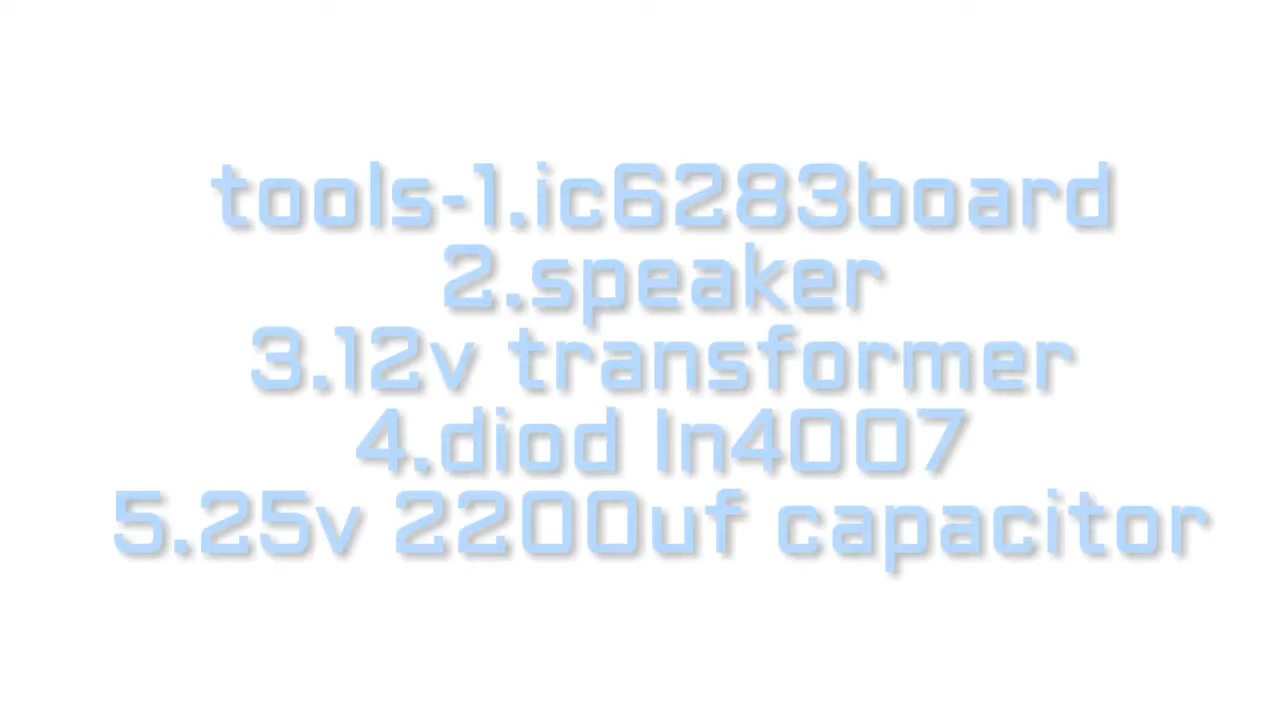 tools-1.ic6283board
2.speaker
3.12v transformer
4.diod In4007
5.25v 2200uf capacitor